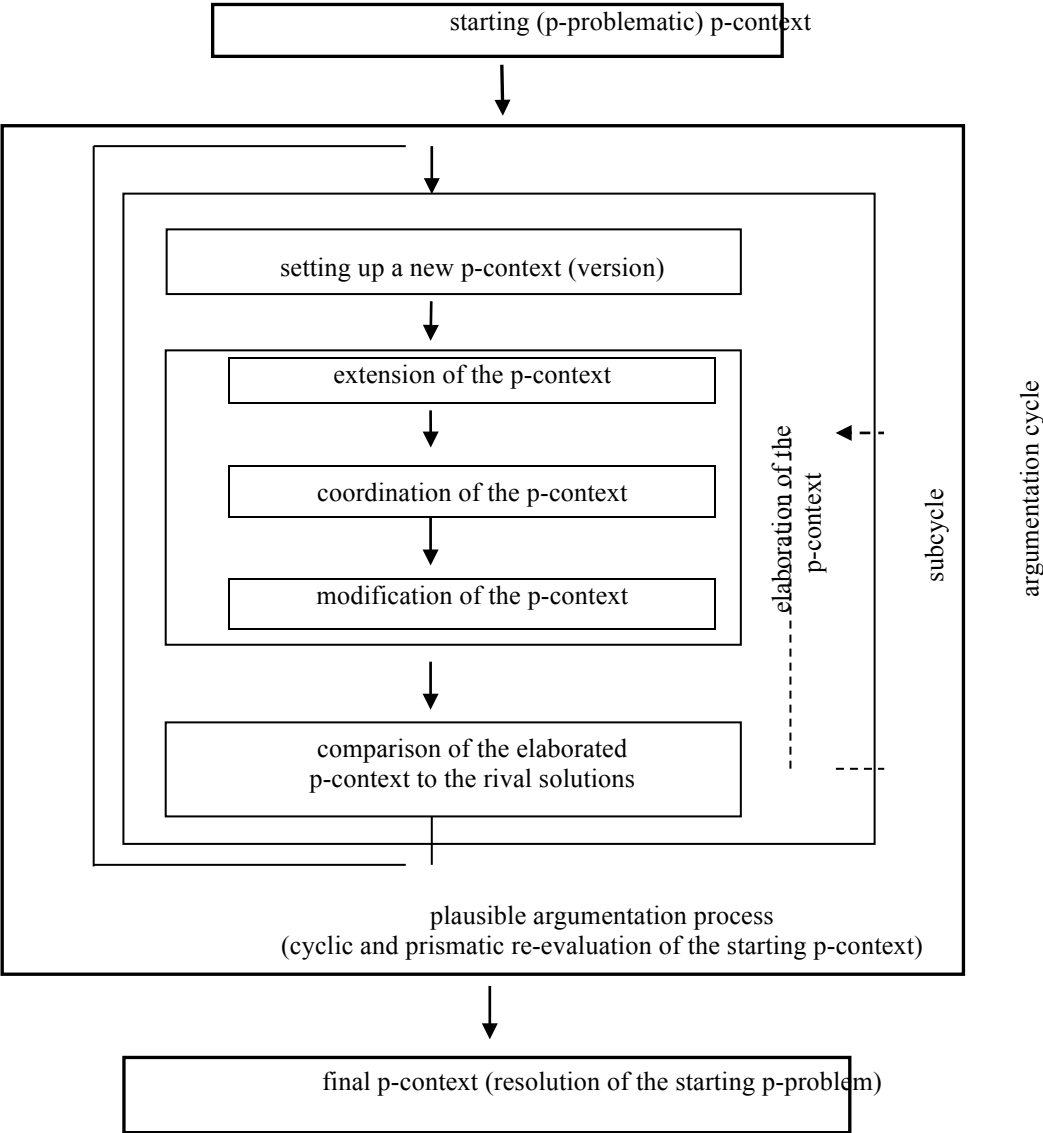 starting (p-problematic) p-context
setting up a new p-context (version)
extension of the p-context
coordination of the p-context
modification of the p-context
elaboration of the
p-context
subcycle
argumentation cycle
comparison of the elaborated
p-context to the rival solutions
plausible argumentation process
(cyclic and prismatic re-evaluation of the starting p-context)
final p-context (resolution of the starting p-problem)